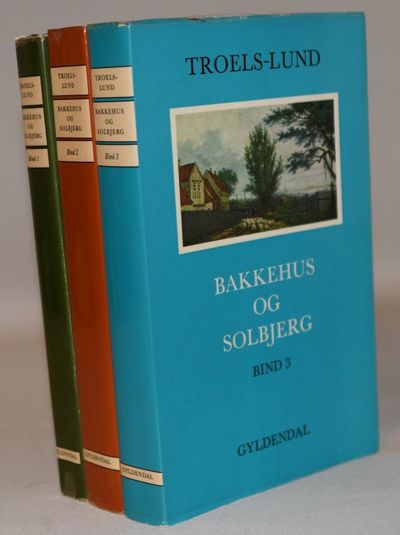 TROELS-LUND
BAKKEHUS
OG
SOLBJERG
BIND 3
GYLDENDAL
TROELS-
LUND
BAKKEHUS
OG
SOLBJERG
Bind 1
GYLDENDAL
TROELS-
LUND
BAKKEHUS
OG
SOLBJERG
Bind 2
GYLDENDAL
TROELS-
LUND
BAKKEHUS
OG
SOLBJERG
Bind 3
GYLDENDAL